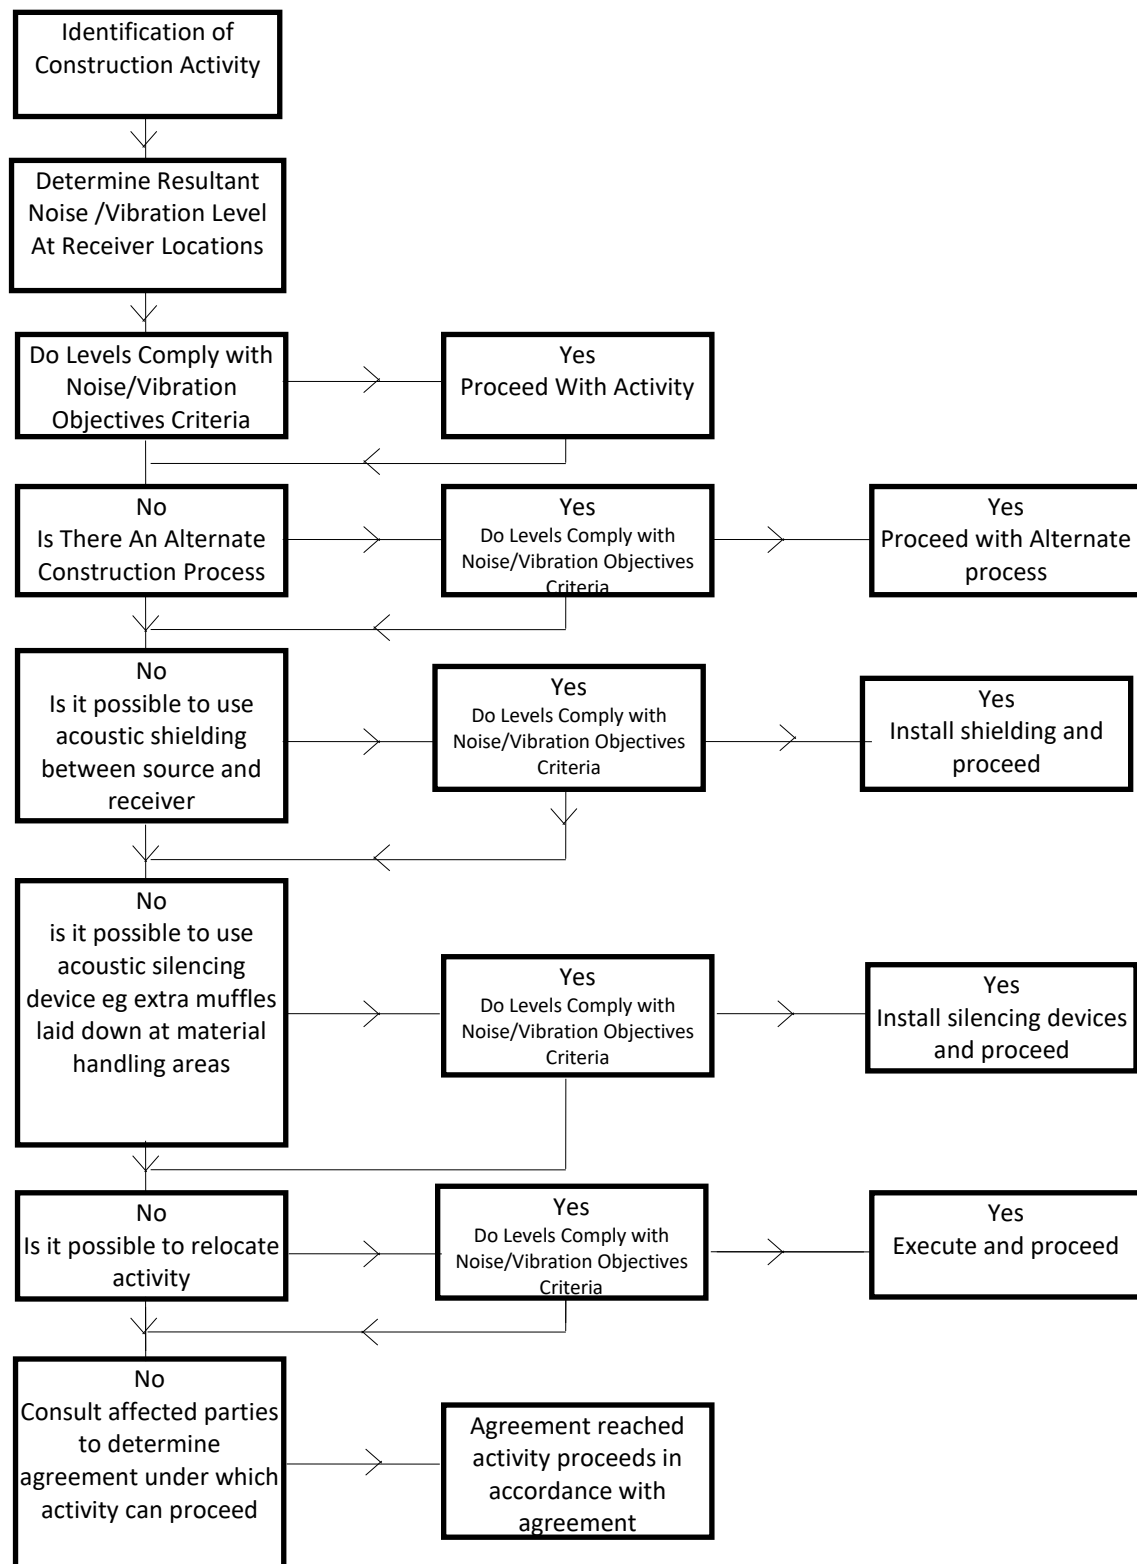 Identification of
Construction Activity
Determine Resultant
Noise /Vibration Level
At Receiver Locations
Do Levels Comply with
Noise/Vibration
Objectives Criteria
Yes
Proceed With Activity
No
Is There An Alternate
Construction Process
Yes
Do Levels Comply with
Noise/Vibration Objectives
Criteria
Yes
Proceed with Alternate
process
No
Is it possible to use
acoustic shielding
between source and
receiver
Yes
Do Levels Comply with
Noise/Vibration Objectives
Criteria
Yes
Install shielding and
proceed
No
is it possible to use
acoustic silencing
device eg extra muffles
laid down at material
handling areas
Yes
Do Levels Comply with
Noise/Vibration Objectives
Criteria
Yes
Install silencing devices
and proceed
No
Is it possible to relocate
activity
Yes
Do Levels Comply with
Noise/Vibration Objectives
Criteria
Yes
Execute and proceed
No
Consult affected parties
to determine
agreement under which
activity can proceed
Agreement reached
activity proceeds in
accordance with
agreement